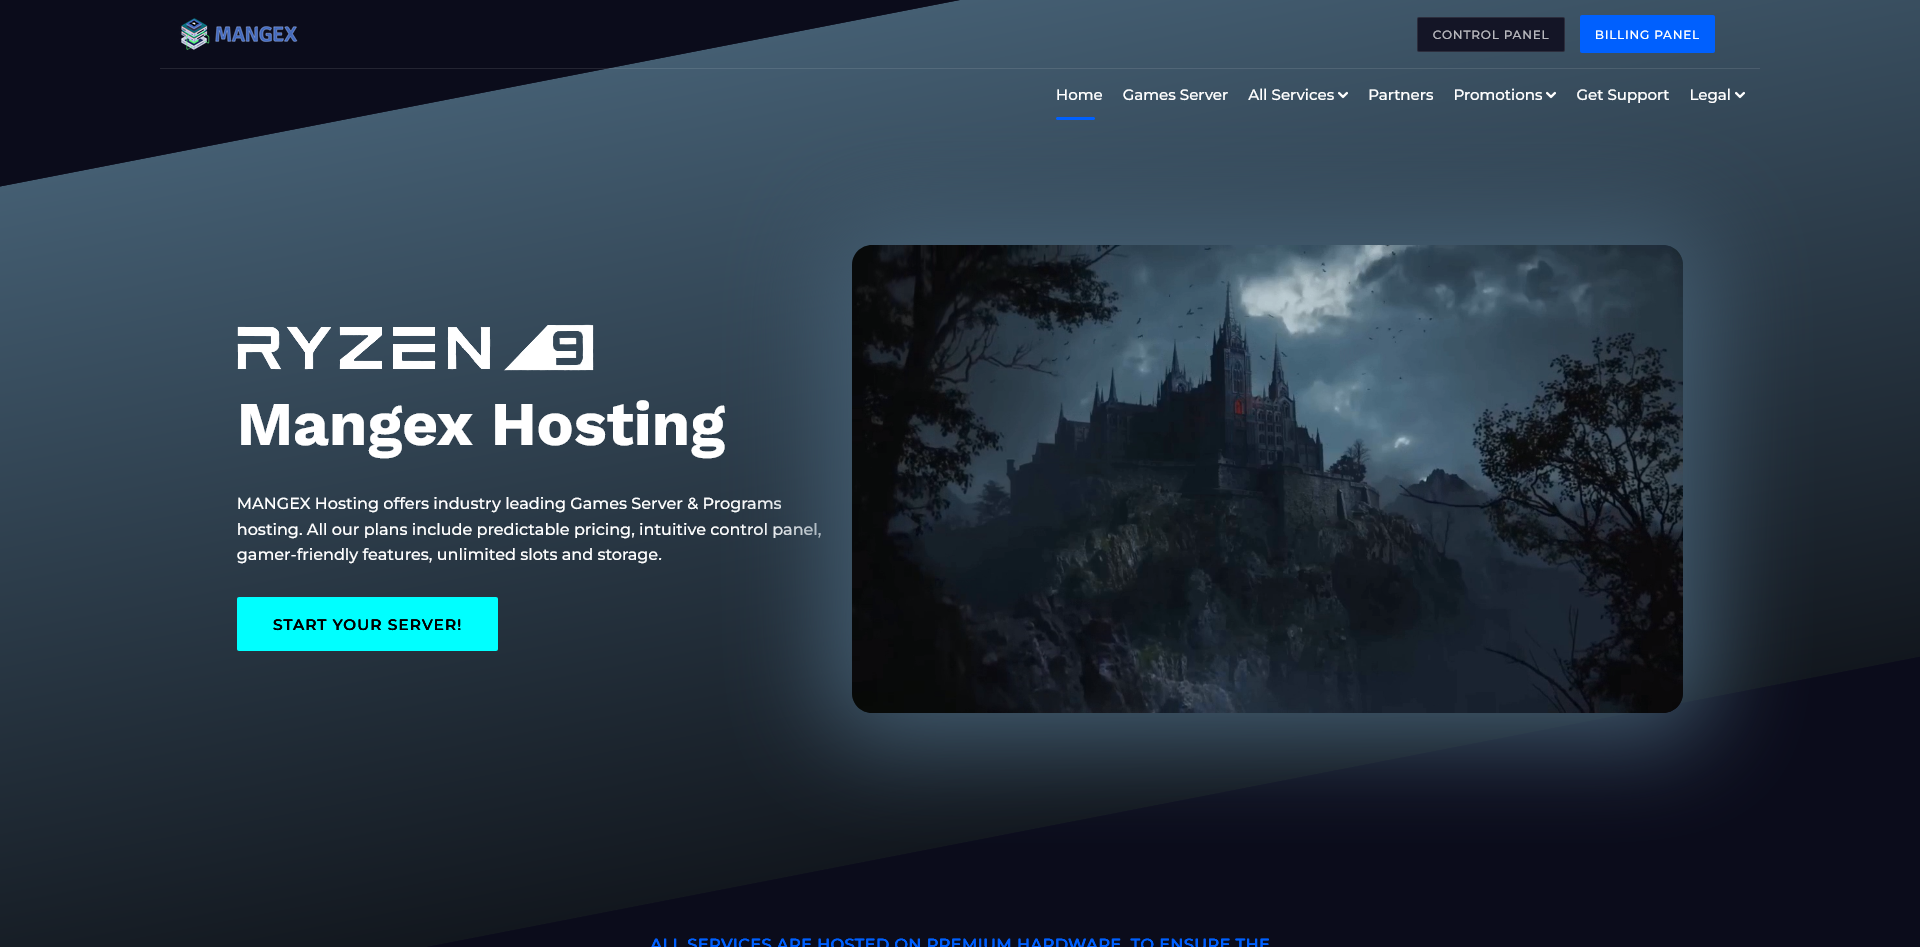 MANGEX
CONTROL PANEL
BILLING PANEL
Home
Games Server
All Services
Partners
Promotions
Get Support
Legal
RYZEN 9
Mangex Hosting
MANGEX Hosting offers industry leading Games Server & Programs
hosting. All our plans include predictable pricing, intuitive control panel,
gamer-friendly features, unlimited slots and storage.
START YOUR SERVER!
ALL SERVICES ARE HOSTED ON PREMIUM HARDWARE, TO ENSURE THE